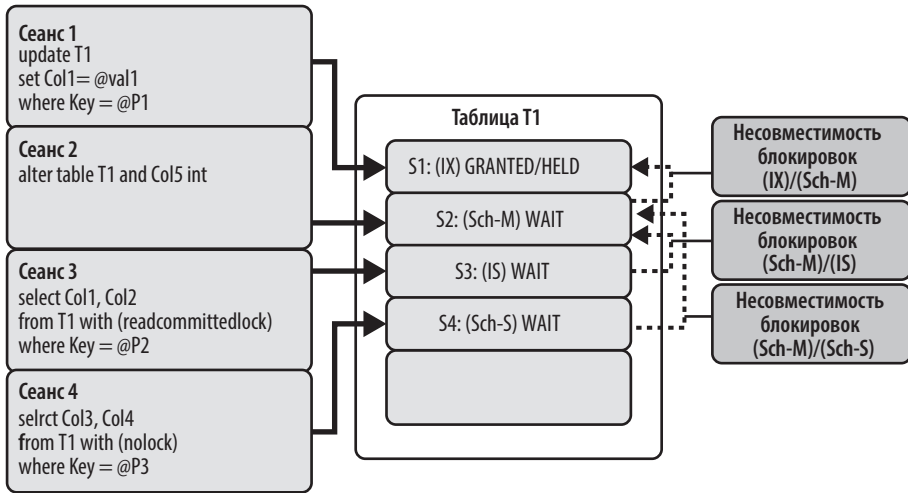 Сеанс 1
update T1
set Col1= @val1
where Key = @P1
Сеанс 2
alter table T1 and Col5 int
Сеанс 3
select Col1, Col2
from T1 with (readcommittedlock)
where Key = @P2
Сеанс 4
selrct Col3, Col4
from T1 with (nolock)
where Key = @P3
Таблица T1
S1: (IX) GRANTED/HELD
S2: (Sch-M) WAIT
S3: (IS) WAIT
S4: (Sch-S) WAIT
Несовместимость
блокировок
(IX)/(Sch-M)
Несовместимость
блокировок
(Sch-M)/(IS)
Несовместимость
блокировок
(Sch-M)/(Sch-S)